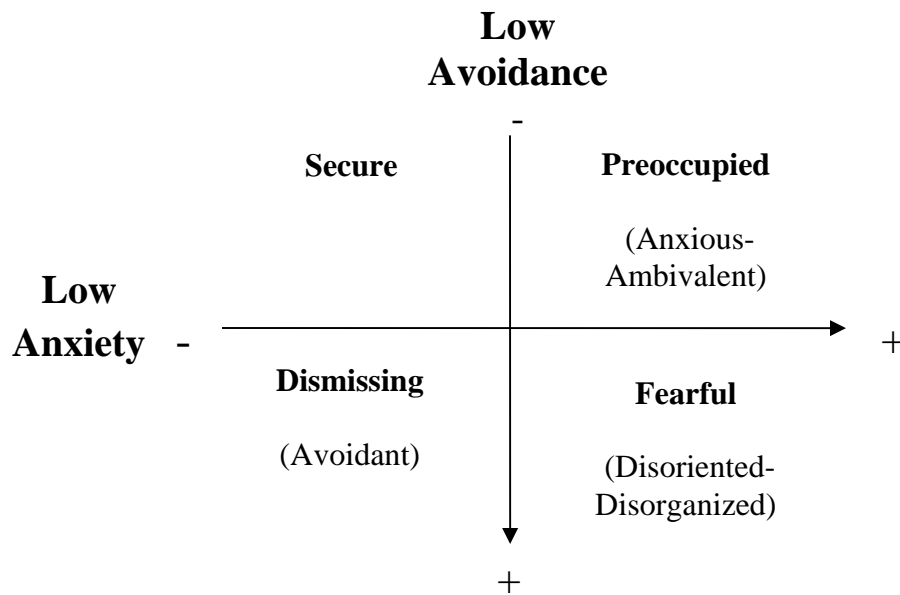 Low
Avoidance
-
Secure
Preoccupied
(Anxious-
Ambivalent)
Low
Anxiety -
+
Dismissing
(Avoidant)
Fearful
(Disoriented-
Disorganized)
+